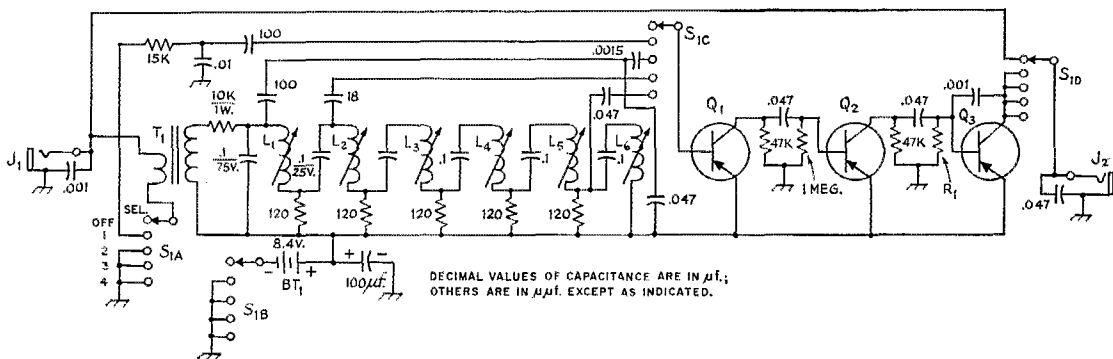 100
S1C
15K
.01
.0015
S1D
100
18
.001
10K
1W.
.047
Q1
.047
Q2
.047
Q3
T1
L1
L2
L3
L4
L5
L6
J1
.001
.1
75V.
.1
25V.
.1
.1
.1
.1
47K
1 MEG.
47K
R1
J2
.047
.047
SEL.
120
120
120
120
120
OFF
1
2
3
4
S1A
8.4V.
- +
BT1
+ -
100μf.
S1B
DECIMAL VALUES OF CAPACITANCE ARE IN μf.;
OTHERS ARE IN μμf. EXCEPT AS INDICATED.